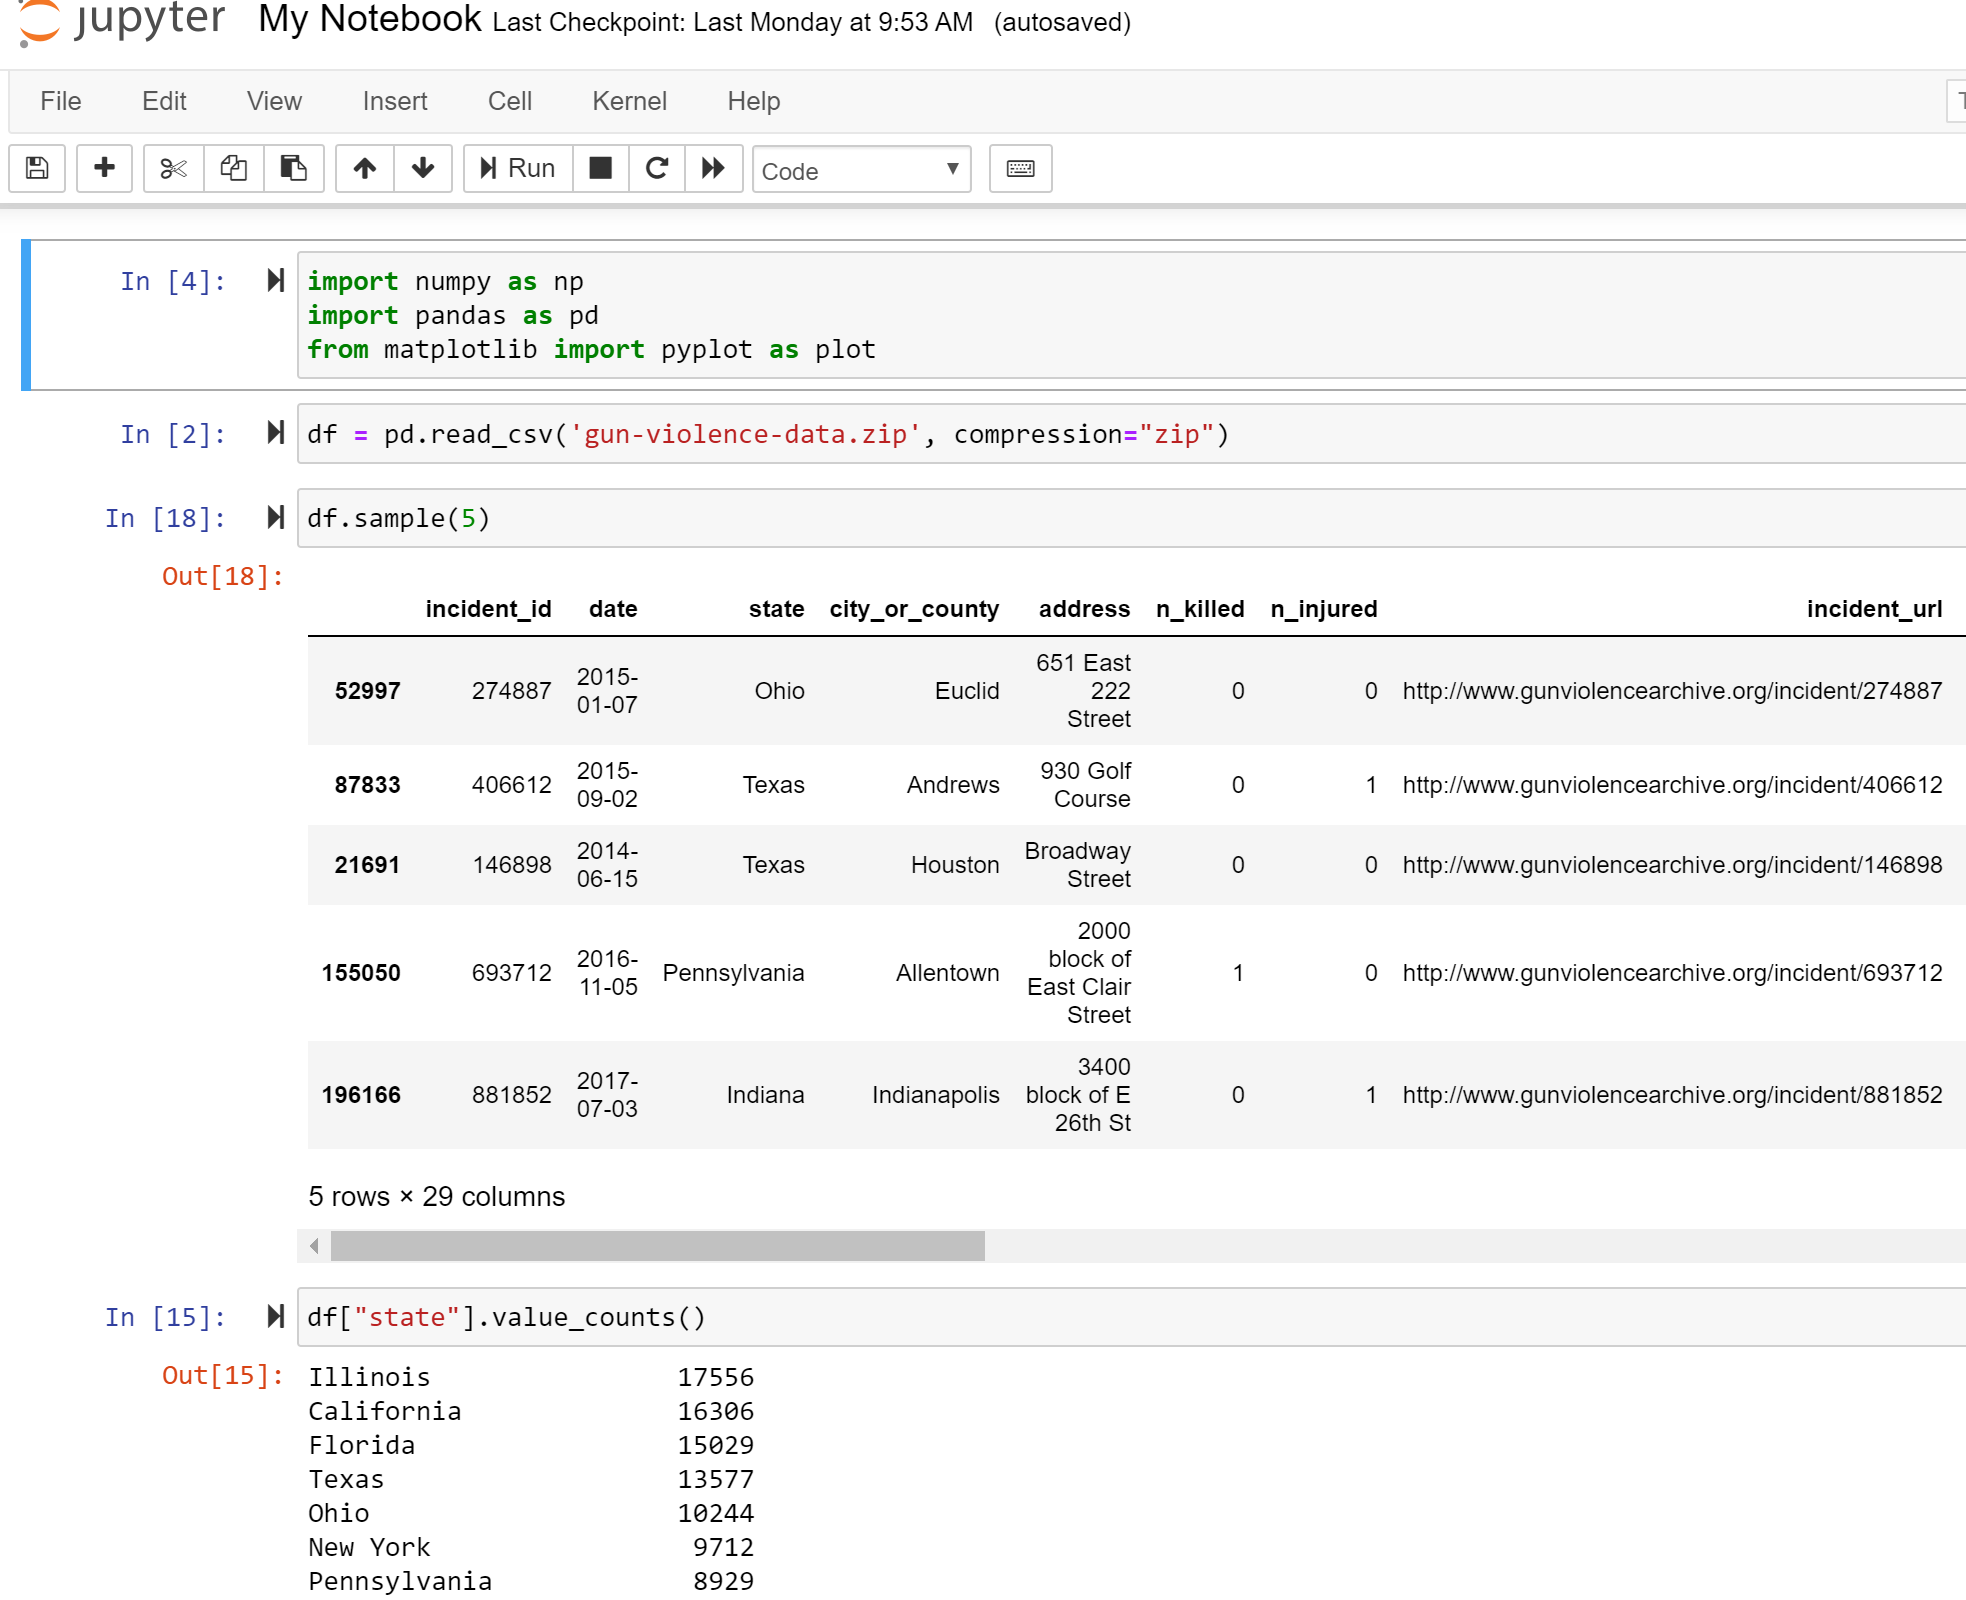 jupyter My Notebook Last Checkpoint: Last Monday at 9:53 AM (autosaved)
File Edit View Insert Cell Kernel Help
Run Code
In [4]: import numpy as np
import pandas as pd
from matplotlib import pyplot as plot
In [2]: df = pd.read_csv('gun-violence-data.zip', compression="zip")
In [18]: df.sample(5)
Out[18]:
incident_id date state city_or_county address n_killed n_injured incident_url
52997 274887 2015-01-07 Ohio Euclid 651 East 222 Street 0 0 http://www.gunviolencearchive.org/incident/274887
87833 406612 2015-09-02 Texas Andrews 930 Golf Course 0 1 http://www.gunviolencearchive.org/incident/406612
21691 146898 2014-06-15 Texas Houston Broadway Street 0 0 http://www.gunviolencearchive.org/incident/146898
155050 693712 2016-11-05 Pennsylvania Allentown 2000 block of East Clair Street 1 0 http://www.gunviolencearchive.org/incident/693712
196166 881852 2017-07-03 Indiana Indianapolis 3400 block of E 26th St 0 1 http://www.gunviolencearchive.org/incident/881852
5 rows × 29 columns
In [15]: df["state"].value_counts()
Out[15]: Illinois 17556
California 16306
Florida 15029
Texas 13577
Ohio 10244
New York 9712
Pennsylvania 8929